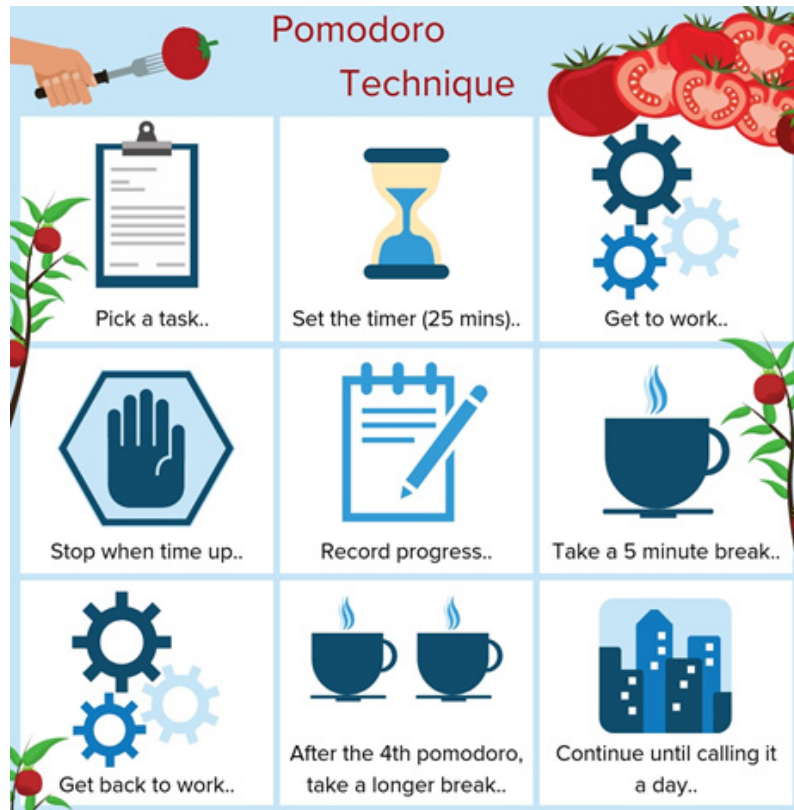 Pomodoro
Technique
Pick a task..
Set the timer (25 mins)..
Get to work..
Stop when time up..
Record progress..
Take a 5 minute break..
Get back to work..
After the 4th pomodoro,
take a longer break..
Continue until calling it
a day..